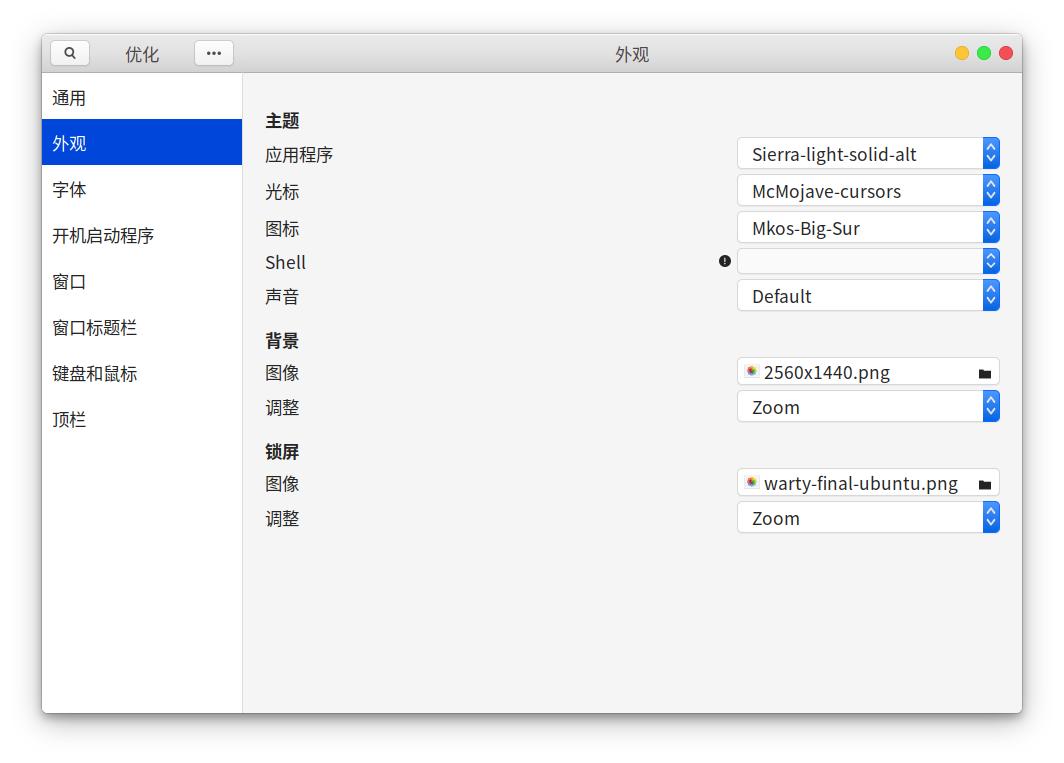 优化
外观
通用
外观
字体
开机启动程序
窗口
窗口标题栏
键盘和鼠标
顶栏
主题
应用程序 Sierra-light-solid-alt
光标 McMojave-cursors
图标 Mkos-Big-Sur
Shell
声音 Default
背景
图像 2560x1440.png
调整 Zoom
锁屏
图像 warty-final-ubuntu.png
调整 Zoom